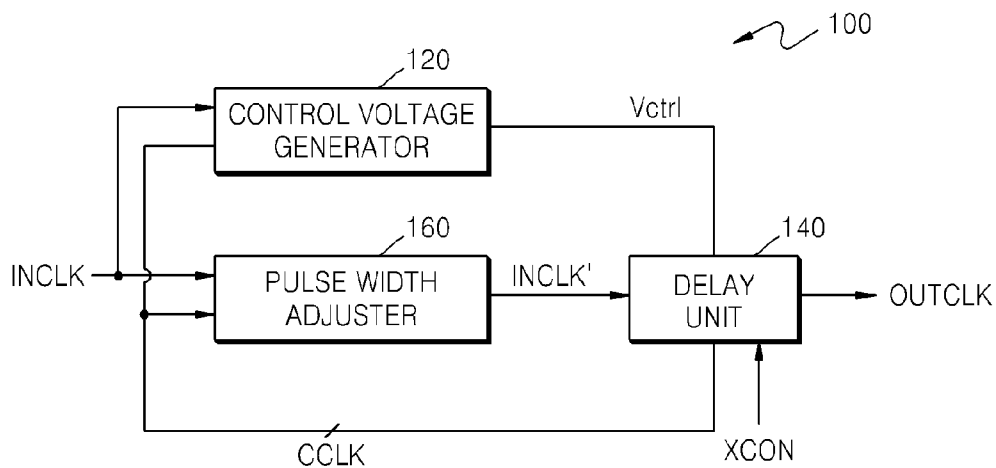 100
120
CONTROL VOLTAGE
GENERATOR
Vctrl
160
140
INCLK
PULSE WIDTH
ADJUSTER
INCLK'
DELAY
UNIT
OUTCLK
CCLK
XCON